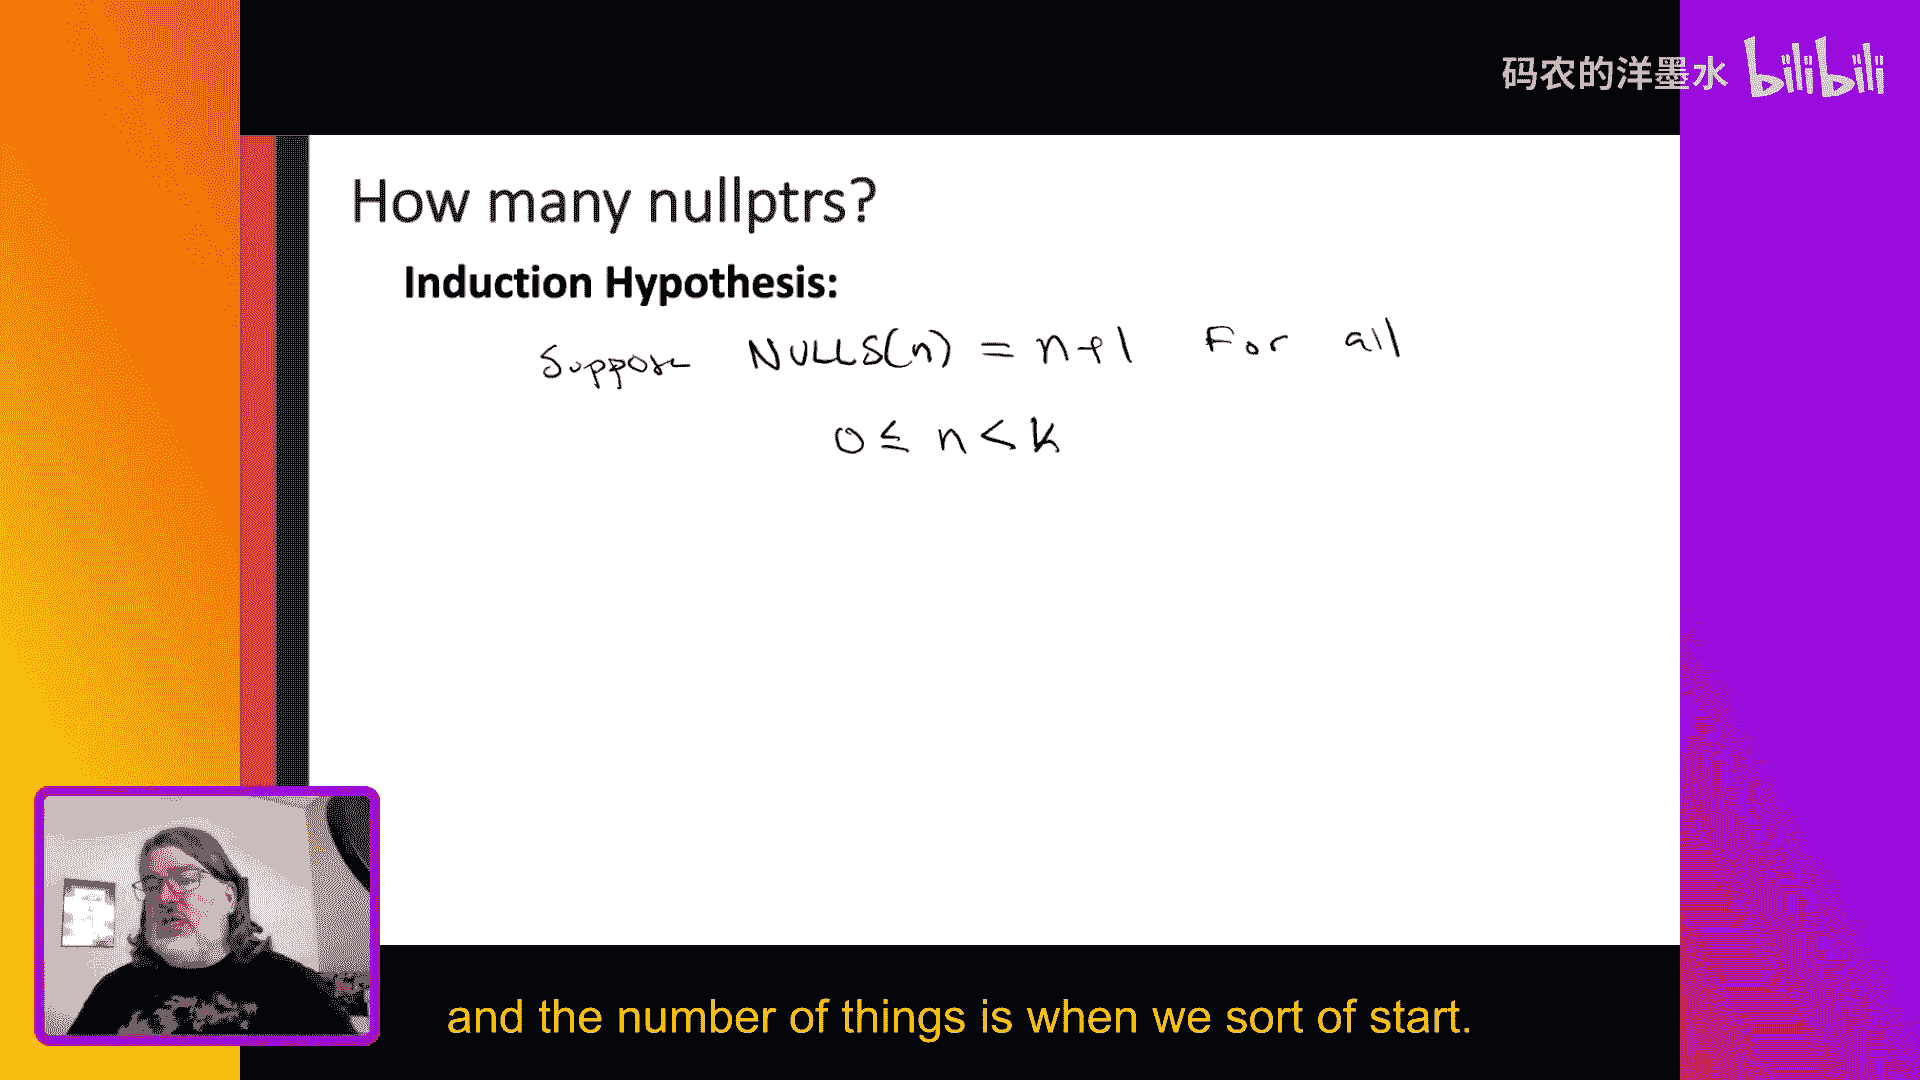 码农的洋墨水 bilibili
How many nullptrs?
Induction Hypothesis:
Suppose NULLS(n) = n+1 For all
0 ≤ n < k
and the number of things is when we sort of start.